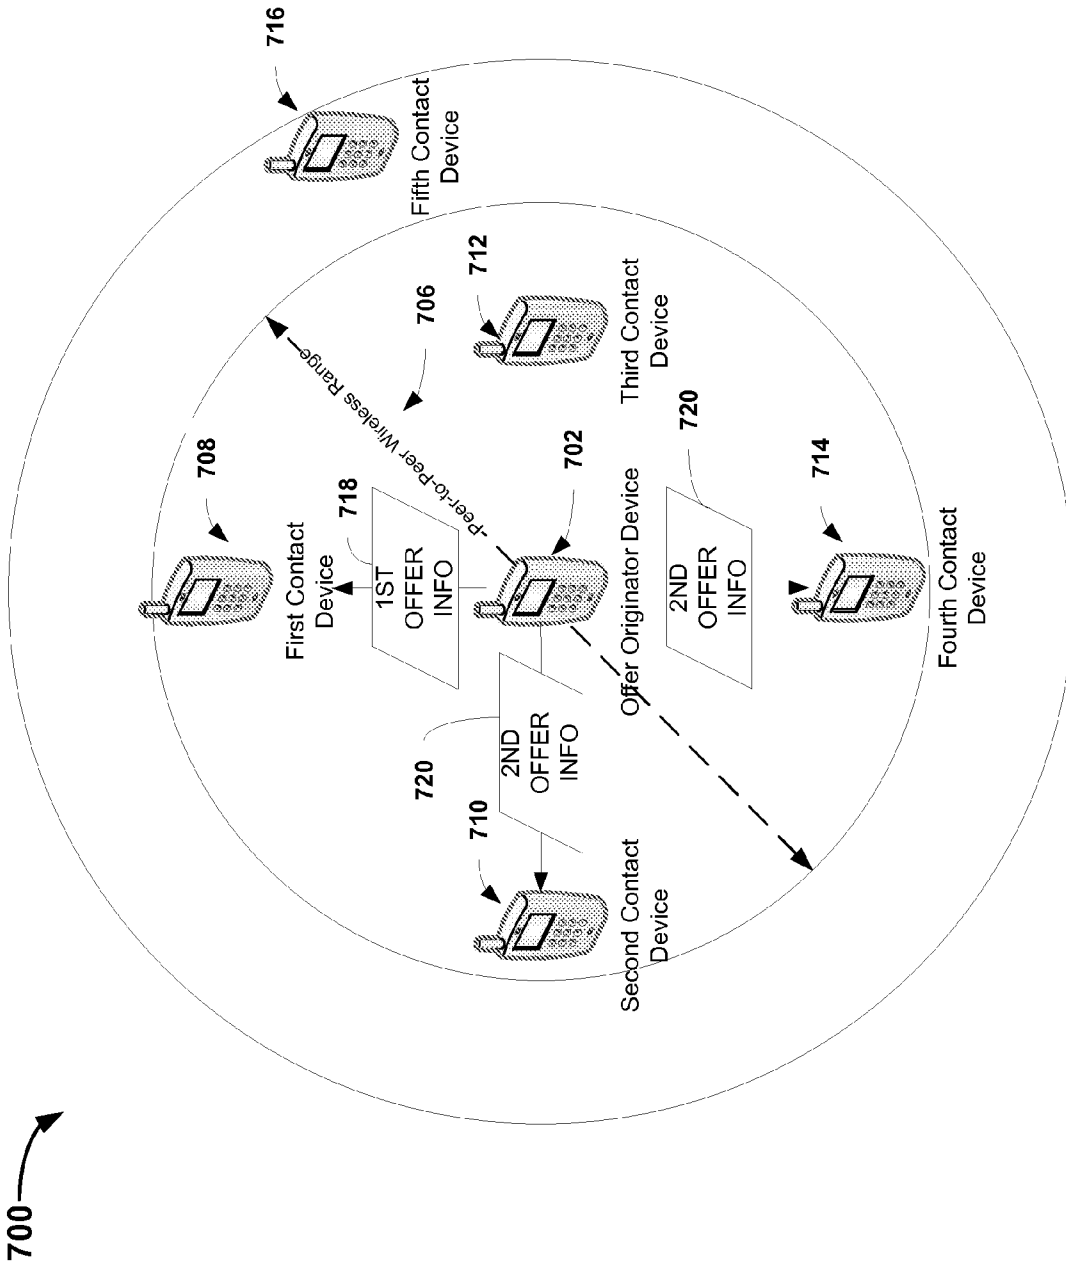 700
708
716
First Contact
Device
718
1ST
OFFER
INFO
Peer-to-Peer Wireless Range
706
Fifth Contact
Device
720
710
712
2ND
OFFER
INFO
702
Second Contact
Device
Offer Originator Device
Third Contact
Device
2ND
OFFER
INFO
720
714
Fourth Contact
Device